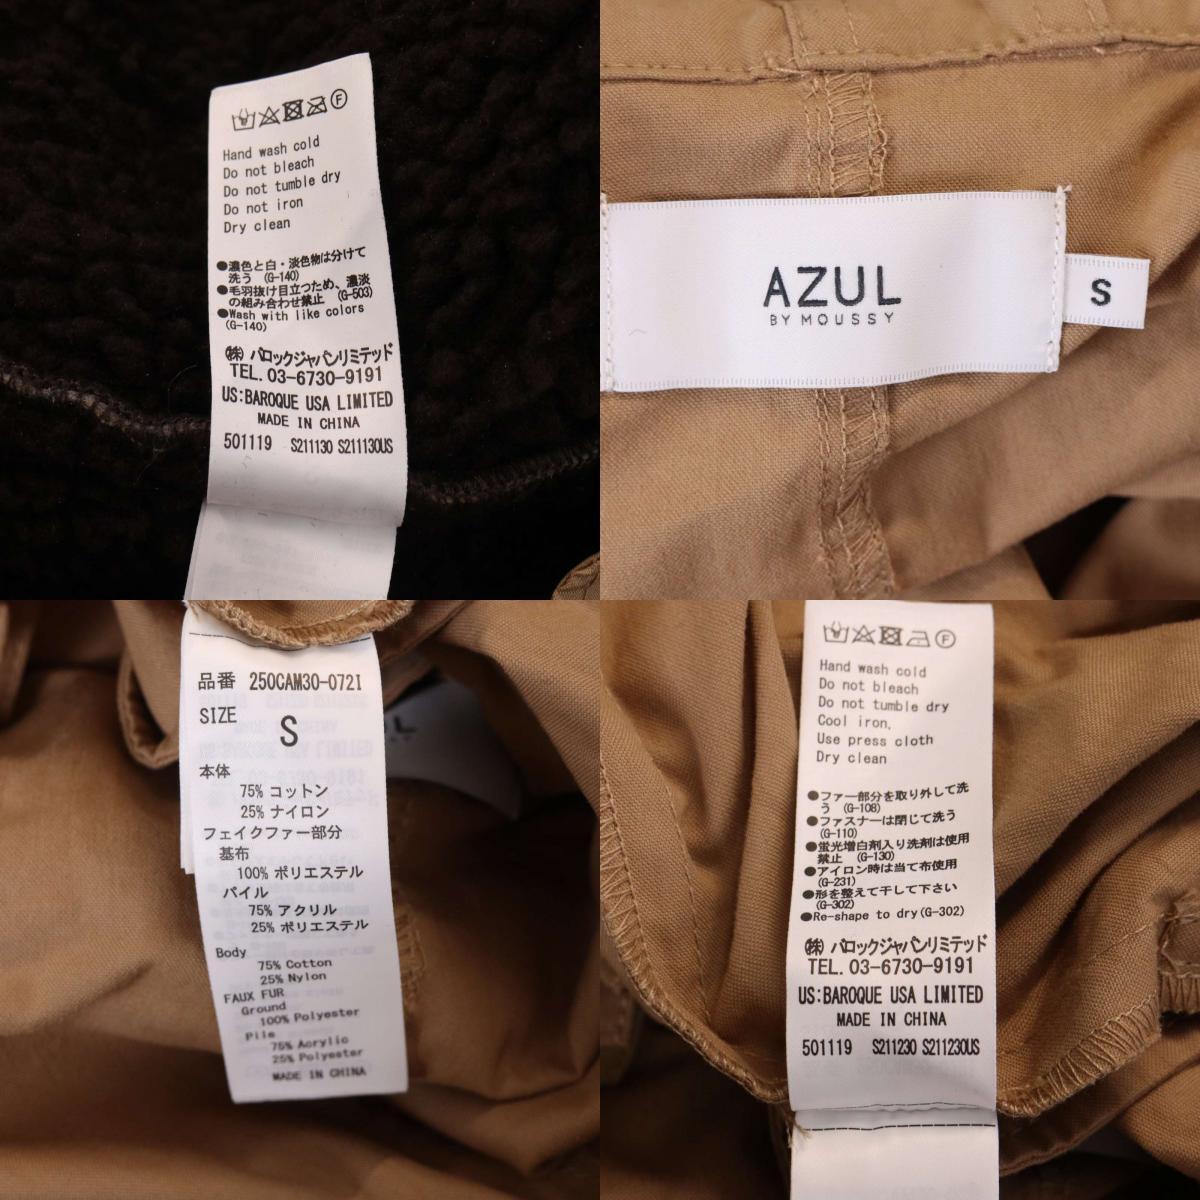 F
Hand wash cold
Do not bleach
Do not tumble dry
Do not iron
Dry clean
●濃色と白・淡色物は分けて
洗う (G-140)
●毛羽抜け目立つため、濃淡
の組み合わせ禁止 (G-503)
●Wash with like colors
(G-140)
㈱ バロックジャパンリミテッド
TEL. 03-6730-9191
US:BAROQUE USA LIMITED
MADE IN CHINA
501119 S211130 S211130US
AZUL
BY MOUSSY
S
品番 250CAM30-072I
SIZE
S
本体
75% コットン
25% ナイロン
フェイクファー部分
基布
100% ポリエステル
パイル
75% アクリル
25% ポリエステル
Body
75% Cotton
25% Nylon
FAUX FUR
Ground
100% Polyester
Pile
75% Acrylic
25% Polyester
MADE IN CHINA
F
Hand wash cold
Do not bleach
Do not tumble dry
Cool iron.
Use press cloth
Dry clean
●ファー部分を取り外して洗
う (G-108)
●ファスナーは閉じて洗う
(G-110)
●蛍光増白剤入り洗剤は使用
禁止 (G-130)
●アイロン時は当て布使用
(G-231)
●形を整えて干して下さい
(G-302)
●Re-shape to dry(G-302)
㈱ バロックジャパンリミテッド
TEL. 03-6730-9191
US:BAROQUE USA LIMITED
MADE IN CHINA
501119 S211230 S211230US